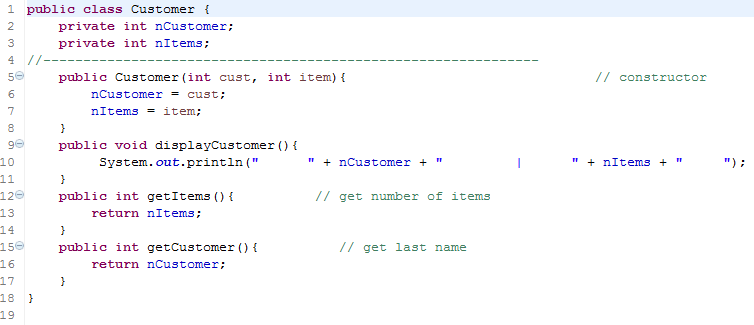 1 public class Customer {
2     private int nCustomer;
3     private int nItems;
4 //--------------------------------------------------------------
5     public Customer(int cust, int item){                               // constructor
6         nCustomer = cust;
7         nItems = item;
8     }
9     public void displayCustomer(){
10          System.out.println("      " + nCustomer + "         |      " + nItems + "     ");
11     }
12     public int getItems(){          // get number of items
13         return nItems;
14     }
15     public int getCustomer(){          // get last name
16         return nCustomer;
17     }
18 }
19